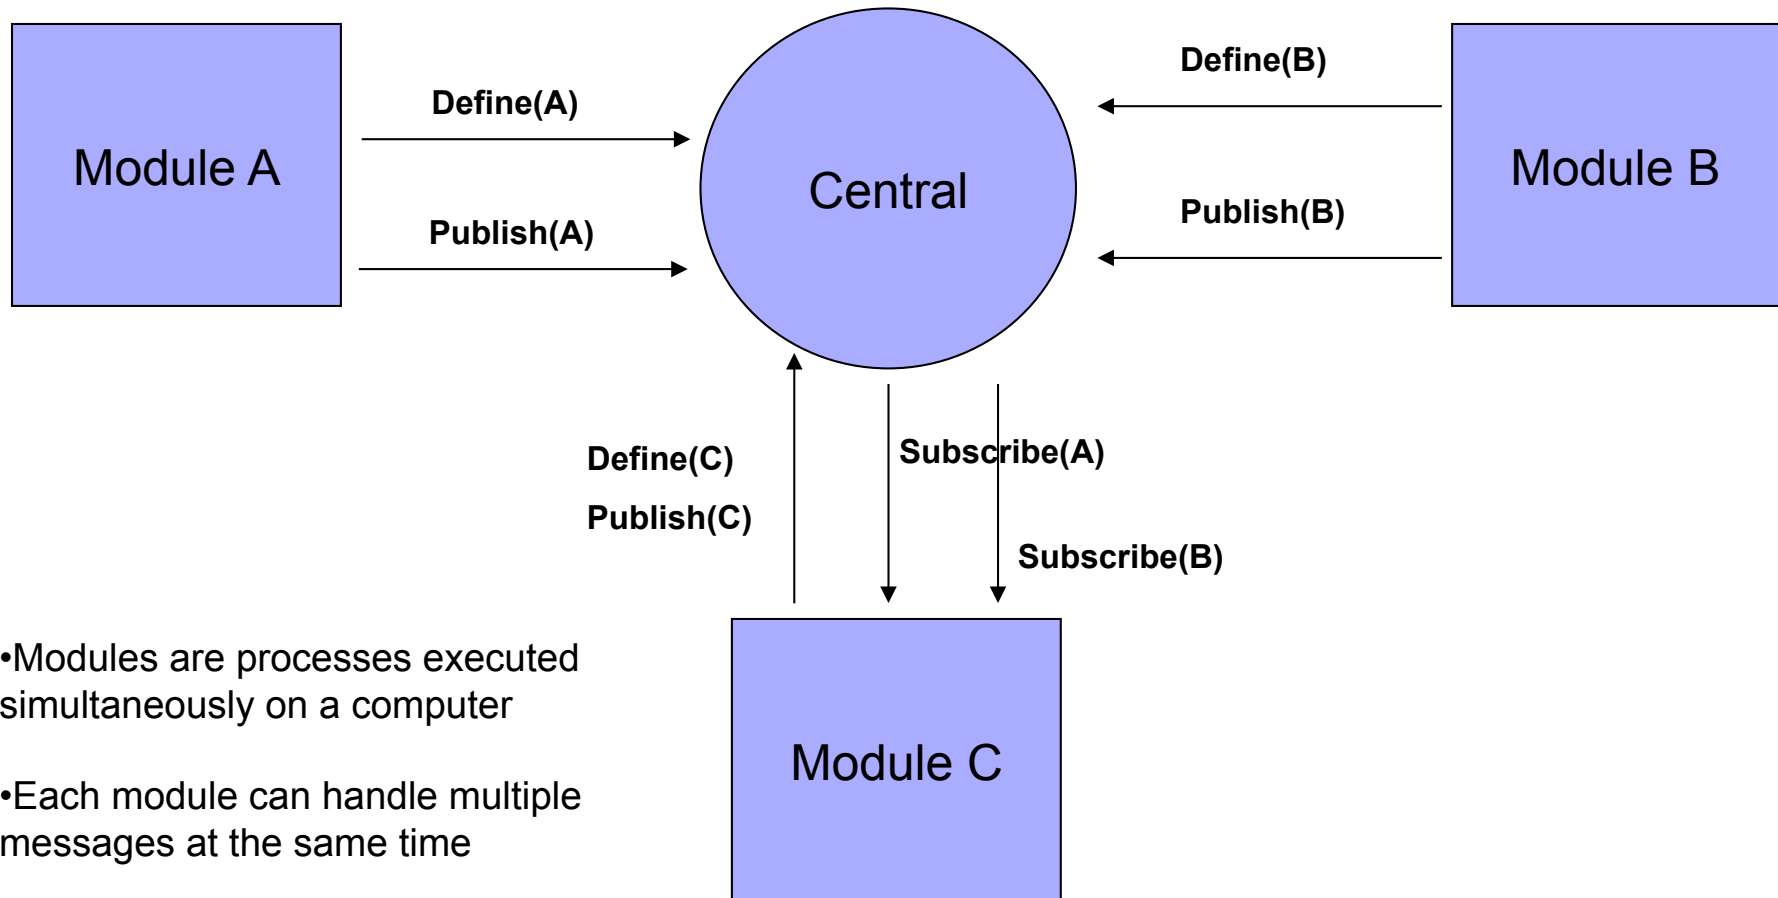 Module A
Define(A)
Publish(A)
Central
Define(B)
Publish(B)
Module B
Define(C)
Publish(C)
Subscribe(A)
Subscribe(B)
Module C
•Modules are processes executed
simultaneously on a computer
•Each module can handle multiple
messages at the same time